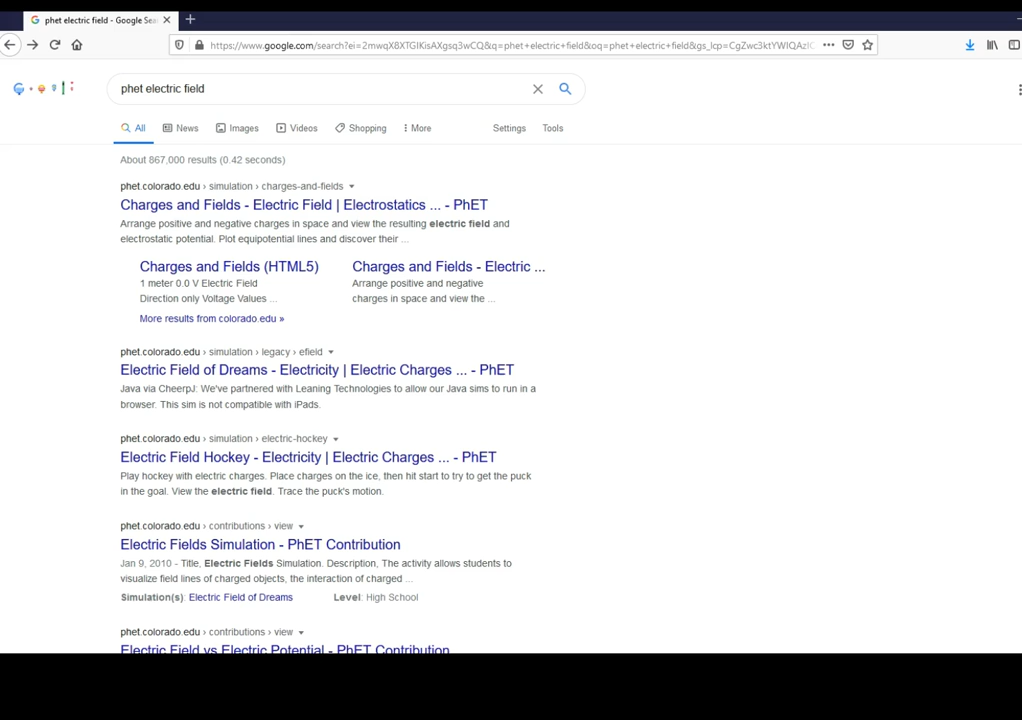 phet electric field - Google Sea
https://www.google.com/search?ei=2mwqX8XTGIKisAXgsq3wCQ&q=phet+electric+field&oq=phet+electric+field&gs_lcp=CgZwc3ktYWIQAzIC
phet electric field
All News Images Videos Shopping More Settings Tools
About 867,000 results (0.42 seconds)
phet.colorado.edu › simulation › charges-and-fields
Charges and Fields - Electric Field | Electrostatics ... - PhET
Arrange positive and negative charges in space and view the resulting electric field and
electrostatic potential. Plot equipotential lines and discover their ...
Charges and Fields (HTML5) Charges and Fields - Electric ...
1 meter 0.0 V Electric Field Arrange positive and negative
Direction only Voltage Values ... charges in space and view the ...
More results from colorado.edu »
phet.colorado.edu › simulation › legacy › efield
Electric Field of Dreams - Electricity | Electric Charges ... - PhET
Java via CheerpJ: We've partnered with Leaning Technologies to allow our Java sims to run in a
browser. This sim is not compatible with iPads.
phet.colorado.edu › simulation › electric-hockey
Electric Field Hockey - Electricity | Electric Charges ... - PhET
Play hockey with electric charges. Place charges on the ice, then hit start to try to get the puck
in the goal. View the electric field. Trace the puck's motion.
phet.colorado.edu › contributions › view
Electric Fields Simulation - PhET Contribution
Jan 9, 2010 - Title, Electric Fields Simulation. Description, The activity allows students to
visualize field lines of charged objects, the interaction of charged ...
Simulation(s): Electric Field of Dreams Level: High School
phet.colorado.edu › contributions › view
Electric Field vs Electric Potential - PhET Contribution